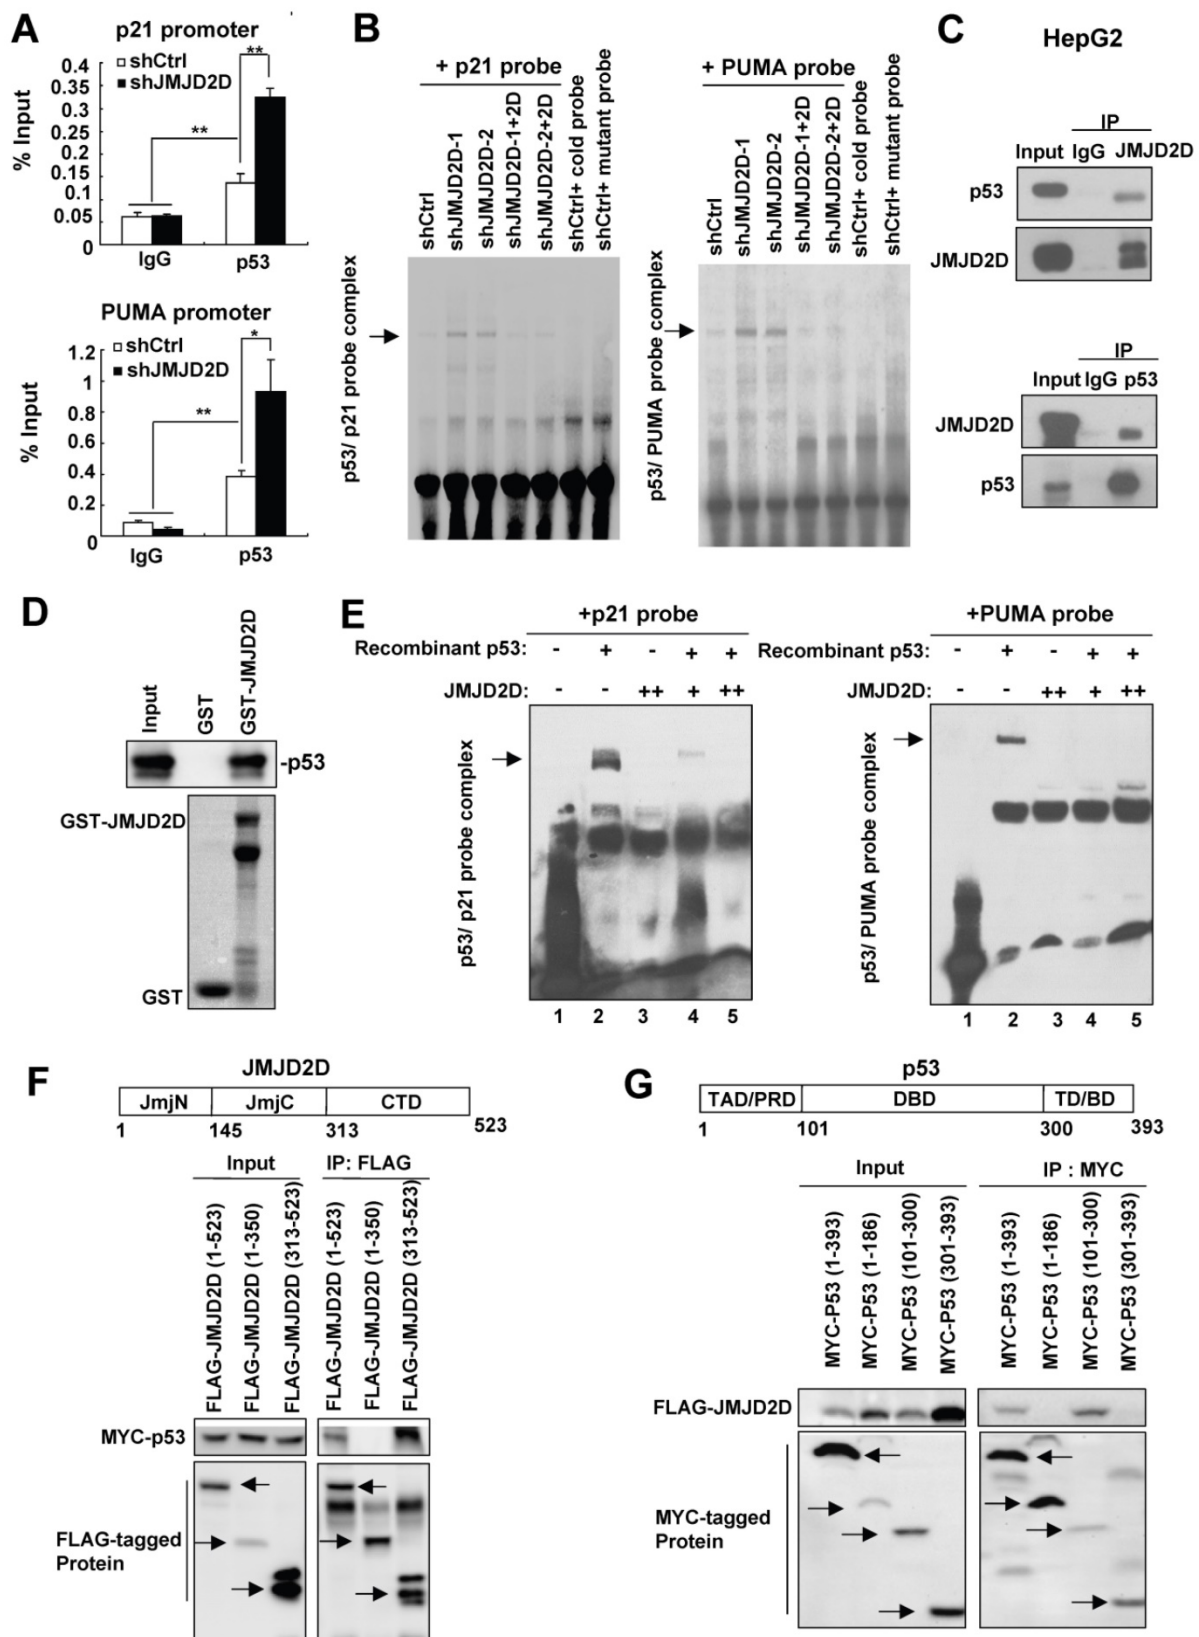 A
p21 promoter
shCtrl
shJMJD2D
% Input
0.4
0.35
0.3
0.25
0.2
0.15
0.1
0.05
0
**
**
IgG
p53
PUMA promoter
shCtrl
shJMJD2D
% Input
1.2
1
0.8
0.6
0.4
0.2
0
*
**
IgG
p53
B
+ p21 probe
shCtrl
shJMJD2D-1
shJMJD2D-2
shJMJD2D-1+2D
shJMJD2D-2+2D
shCtrl+ cold probe
shCtrl+ mutant probe
p53/ p21 probe complex
+ PUMA probe
shCtrl
shJMJD2D-1
shJMJD2D-2
shJMJD2D-1+2D
shJMJD2D-2+2D
shCtrl+ cold probe
shCtrl+ mutant probe
p53/ PUMA probe complex
C
HepG2
IP
Input IgG JMJD2D
p53
JMJD2D
IP
Input IgG p53
JMJD2D
p53
D
Input
GST
GST-JMJD2D
-p53
GST-JMJD2D
GST
E
+p21 probe
Recombinant p53: - + - + +
JMJD2D: - - ++ + ++
p53/ p21 probe complex
1 2 3 4 5
+PUMA probe
Recombinant p53: - + - + +
JMJD2D: - - ++ + ++
p53/ PUMA probe complex
1 2 3 4 5
F
JMJD2D
JmjN JmjC CTD
1 145 313 523
Input
IP: FLAG
FLAG-JMJD2D (1-523)
FLAG-JMJD2D (1-350)
FLAG-JMJD2D (313-523)
FLAG-JMJD2D (1-523)
FLAG-JMJD2D (1-350)
FLAG-JMJD2D (313-523)
MYC-p53
FLAG-tagged
Protein
G
p53
TAD/PRD DBD TD/BD
1 101 300 393
Input
IP : MYC
MYC-P53 (1-393)
MYC-P53 (1-186)
MYC-P53 (101-300)
MYC-P53 (301-393)
MYC-P53 (1-393)
MYC-P53 (1-186)
MYC-P53 (101-300)
MYC-P53 (301-393)
FLAG-JMJD2D
MYC-tagged
Protein